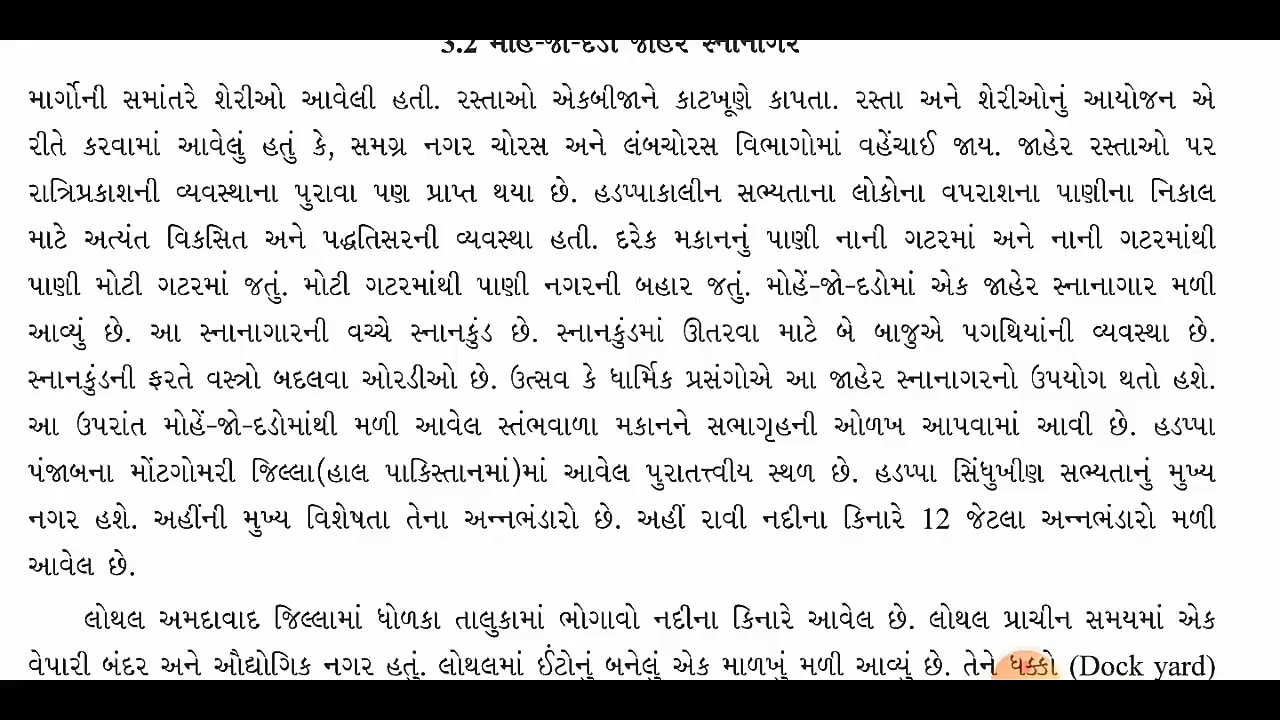 3.2 મોહેં-જો-દડો જાહેર સ્નાનાગર
માર્ગોની સમાંતરે શેરીઓ આવેલી હતી. રસ્તાઓ એકબીજાને કાટખૂણે કાપતા. રસ્તા અને શેરીઓનું આયોજન એ
રીતે કરવામાં આવેલું હતું કે, સમગ્ર નગર ચોરસ અને લંબચોરસ વિભાગોમાં વહેંચાઈ જાય. જાહેર રસ્તાઓ પર
રાત્રિપ્રકાશની વ્યવસ્થાના પુરાવા પણ પ્રાપ્ત થયા છે. હડપ્પાકાલીન સભ્યતાના લોકોના વપરાશના પાણીના નિકાલ
માટે અત્યંત વિકસિત અને પદ્ધતિસરની વ્યવસ્થા હતી. દરેક મકાનનું પાણી નાની ગટરમાં અને નાની ગટરમાંથી
પાણી મોટી ગટરમાં જતું. મોટી ગટરમાંથી પાણી નગરની બહાર જતું. મોહેં-જો-દડોમાં એક જાહેર સ્નાનાગાર મળી
આવ્યું છે. આ સ્નાનાગારની વચ્ચે સ્નાનકુંડ છે. સ્નાનકુંડમાં ઊતરવા માટે બે બાજુએ પગથિયાંની વ્યવસ્થા છે.
સ્નાનકુંડની ફરતે વસ્ત્રો બદલવા ઓરડીઓ છે. ઉત્સવ કે ધાર્મિક પ્રસંગોએ આ જાહેર સ્નાનાગરનો ઉપયોગ થતો હશે.
આ ઉપરાંત મોહેં-જો-દડોમાંથી મળી આવેલ સ્તંભવાળા મકાનને સભાગૃહની ઓળખ આપવામાં આવી છે. હડપ્પા
પંજાબના મોંટગોમરી જિલ્લા(હાલ પાકિસ્તાનમાં)માં આવેલ પુરાતત્ત્વીય સ્થળ છે. હડપ્પા સિંધુખીણ સભ્યતાનું મુખ્ય
નગર હશે. અહીંની મુખ્ય વિશેષતા તેના અન્નભંડારો છે. અહીં રાવી નદીના કિનારે 12 જેટલા અન્નભંડારો મળી
આવેલ છે.
લોથલ અમદાવાદ જિલ્લામાં ધોળકા તાલુકામાં ભોગાવો નદીના કિનારે આવેલ છે. લોથલ પ્રાચીન સમયમાં એક
વેપારી બંદર અને ઔદ્યોગિક નગર હતું. લોથલમાં ઈંટોનું બનેલું એક માળખું મળી આવ્યું છે. તેને ધક્કો (Dock yard)